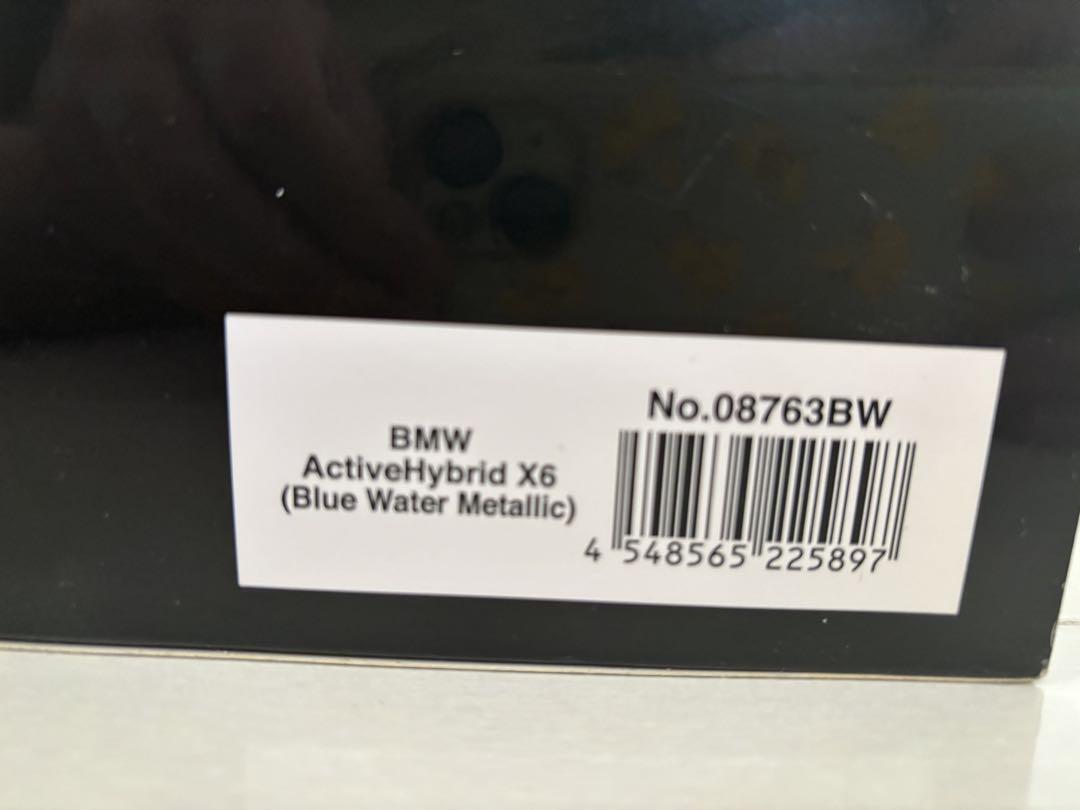 BMW
ActiveHybrid X6
(Blue Water Metallic)
No.08763BW
4 548565 225897